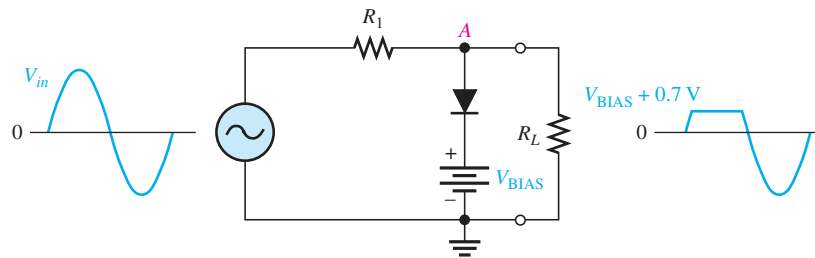 R1
A
Vin
VBIAS + 0.7 V
0
+
RL
0
VBIAS
−